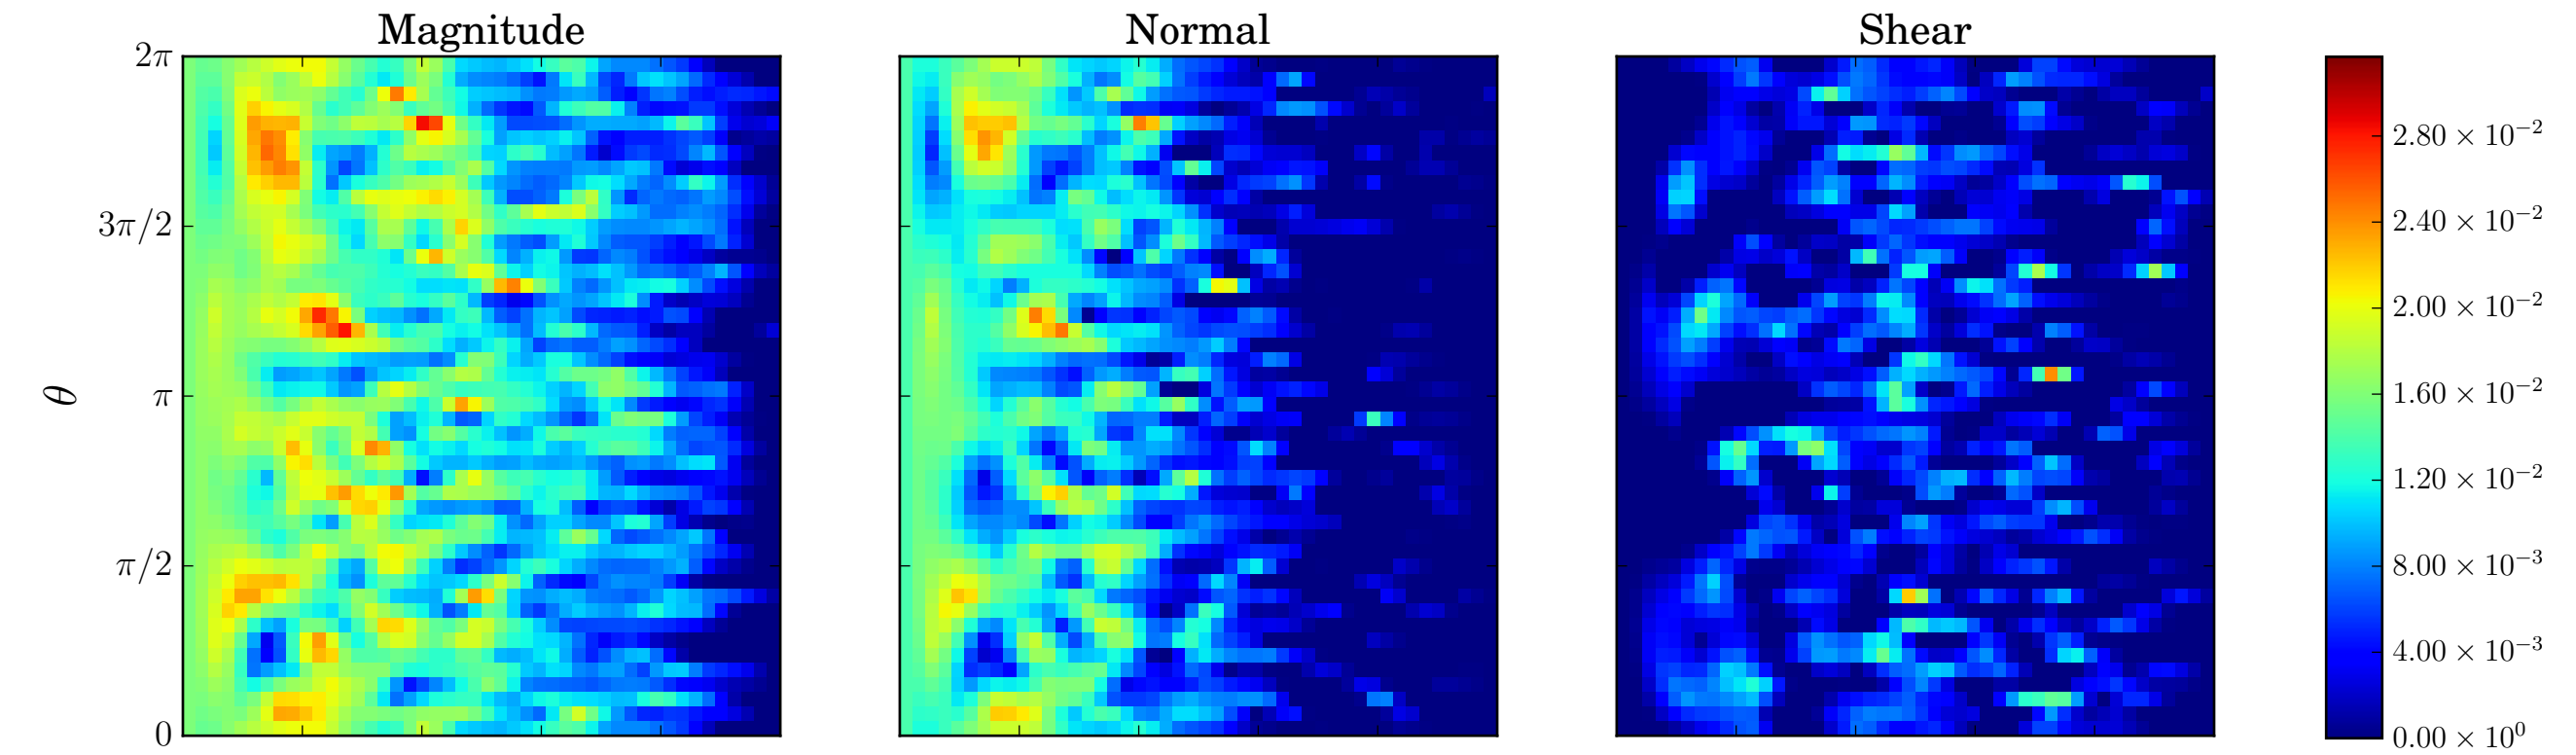 Magnitude
Normal
Shear
2π
3π/2
π
π/2
0
θ
2.80 × 10⁻²
2.40 × 10⁻²
2.00 × 10⁻²
1.60 × 10⁻²
1.20 × 10⁻²
8.00 × 10⁻³
4.00 × 10⁻³
0.00 × 10⁰